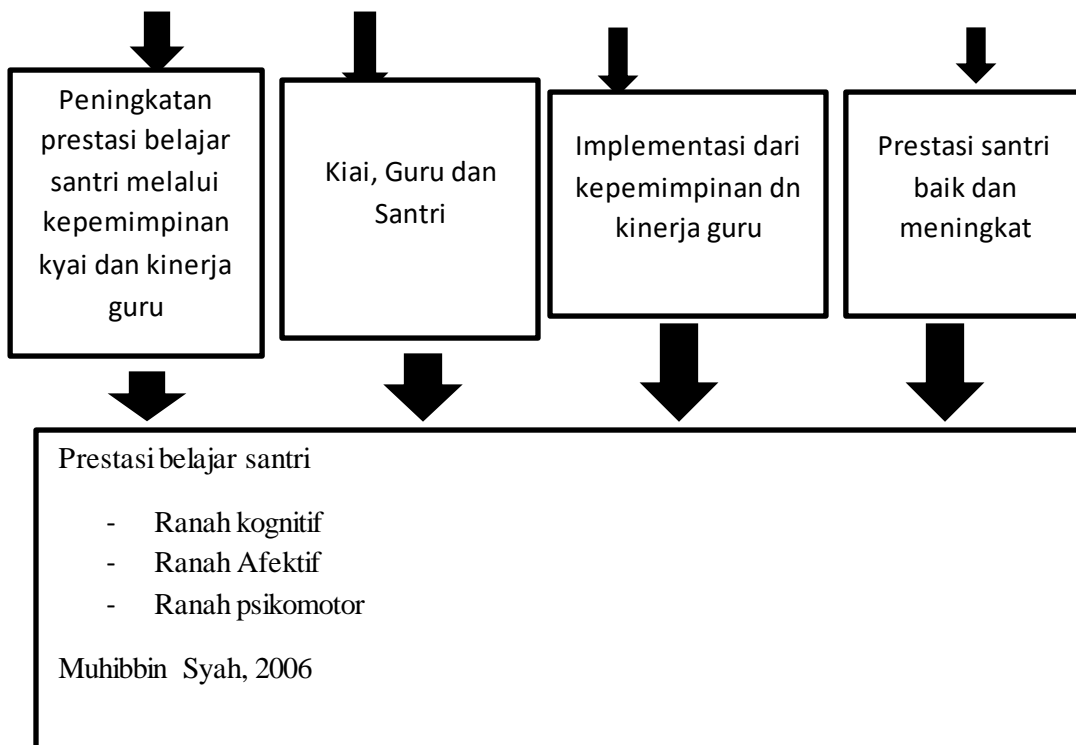 Peningkatan
prestasi belajar
santri melalui
kepemimpinan
kyai dan kinerja
guru
Kiai, Guru dan
Santri
Implementasi dari
kepemimpinan dn
kinerja guru
Prestasi santri
baik dan
meningkat
Prestasi belajar santri
- Ranah kognitif
- Ranah Afektif
- Ranah psikomotor
Muhibbin Syah, 2006